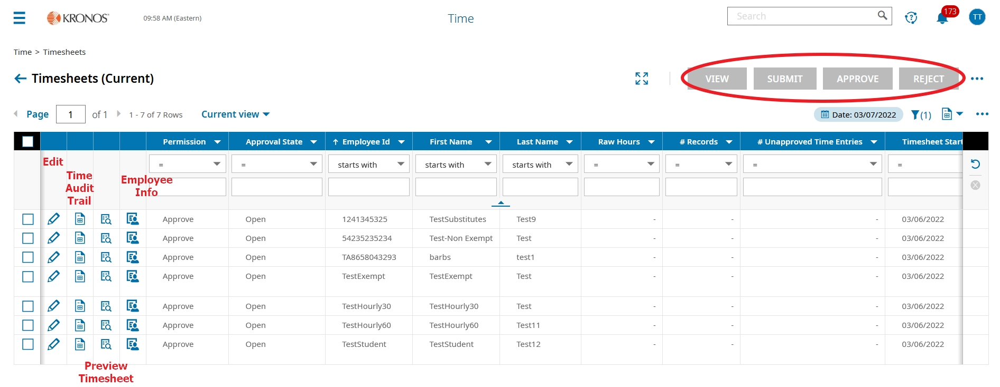 KRONOS
09:58 AM (Eastern)
Time
Search
173
TT
Time > Timesheets
Timesheets (Current)
VIEW
SUBMIT
APPROVE
REJECT
Page 1 of 1
1 - 7 of 7 Rows
Current view
Date: 03/07/2022
(1)
Permission Approval State Employee Id First Name Last Name Raw Hours # Records # Unapproved Time Entries Timesheet Start
Edit
= = starts with starts with starts with = = = =
Time
Audit
Trail
Employee
Info
Approve Open 1241345325 TestSubstitutes Test9 - - - 03/06/2022
Approve Open 54235235234 Test-Non Exempt Test - - - 03/06/2022
Approve Open TA8658043293 barbs test1 - - - 03/06/2022
Approve Open TestExempt TestExempt Test - - - 03/06/2022
Approve Open TestHourly30 TestHourly30 Test - - - 03/06/2022
Approve Open TestHourly60 TestHourly60 Test11 - - - 03/06/2022
Approve Open TestStudent TestStudent Test12 - - - 03/06/2022
Preview
Timesheet